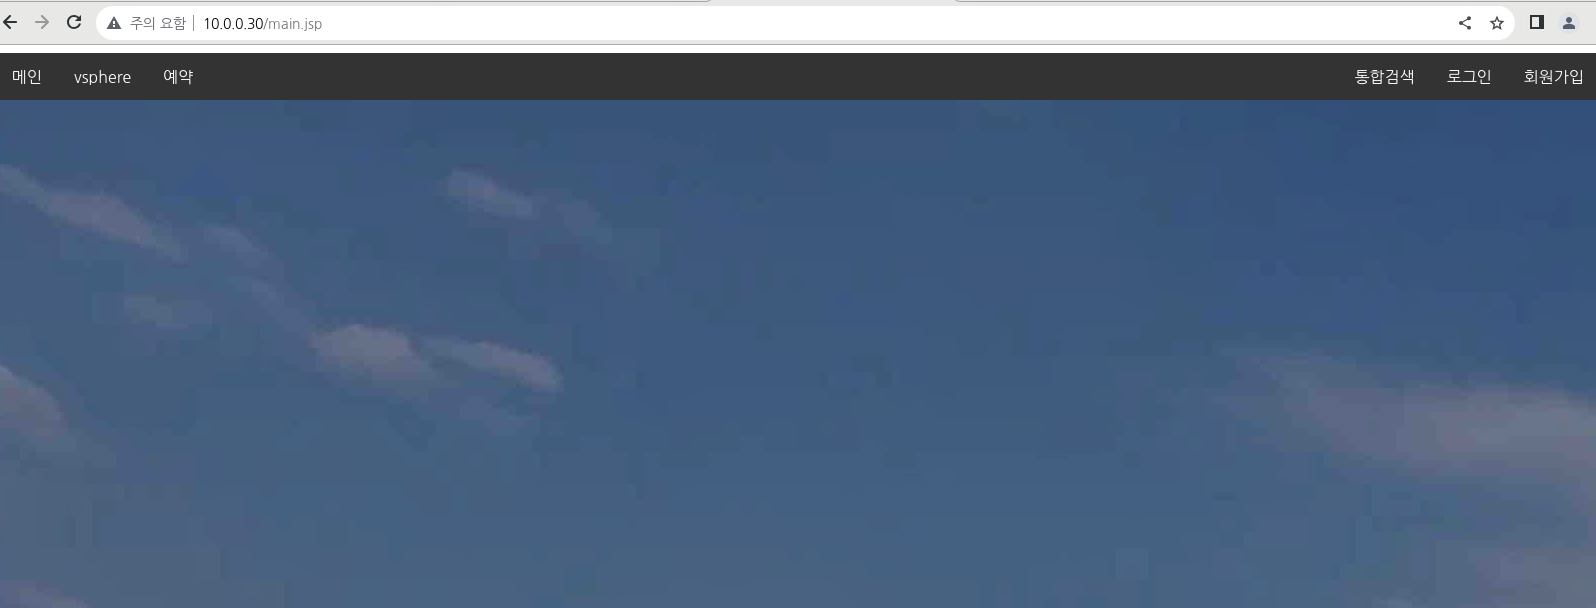 주의 요함 10.0.0.30/main.jsp
메인 vsphere 예약 통합검색 로그인 회원가입